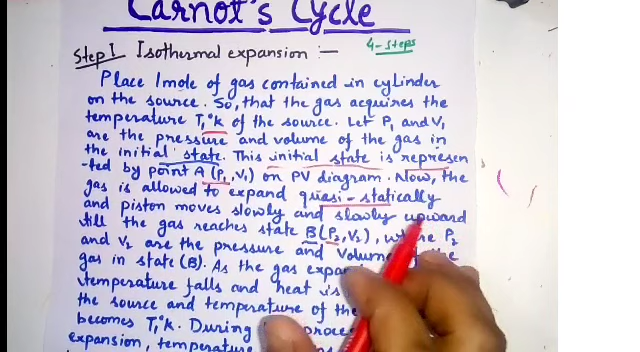 Carnot's Cycle
4-steps
Step I Isothermal expansion :-
Place 1mole of gas contained in cylinder
on the source. So, that the gas acquires the
temperature T₁°k of the source. Let P₁ and V₁
are the pressure and volume of the gas in
the initial state. This initial state is represen
-ted by point A (P₁,V₁) on PV diagram. Now, the
gas is allowed to expand quasi-statically
and piston moves slowly and slowly upward
till the gas reaches state B(P₂,V₂), where P₂
and V₂ are the pressure and volume of the
gas in state (B). As the gas
temperature falls and heat is
the source and temperature of the
becomes T₁°k. During
expansion, temperature